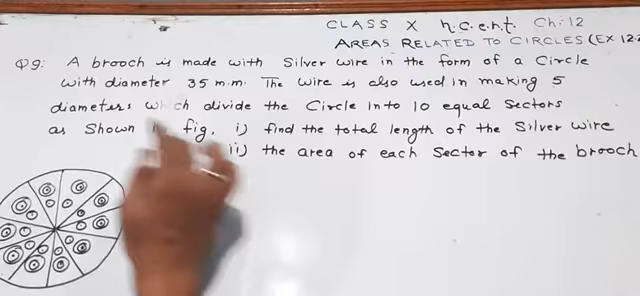 CLASS X n.c.e.r.t. Ch:12
AREAS RELATED TO CIRCLES (EX 12.2
Q9: A brooch is made with Silver wire in the form of a Circle
with diameter 35 m.m. The wire is also used in making 5
diameters which divide the Circle into 10 equal Sectors
as Shown in fig. i) find the total length of the Silver wire
ii) the area of each Sector of the brooch